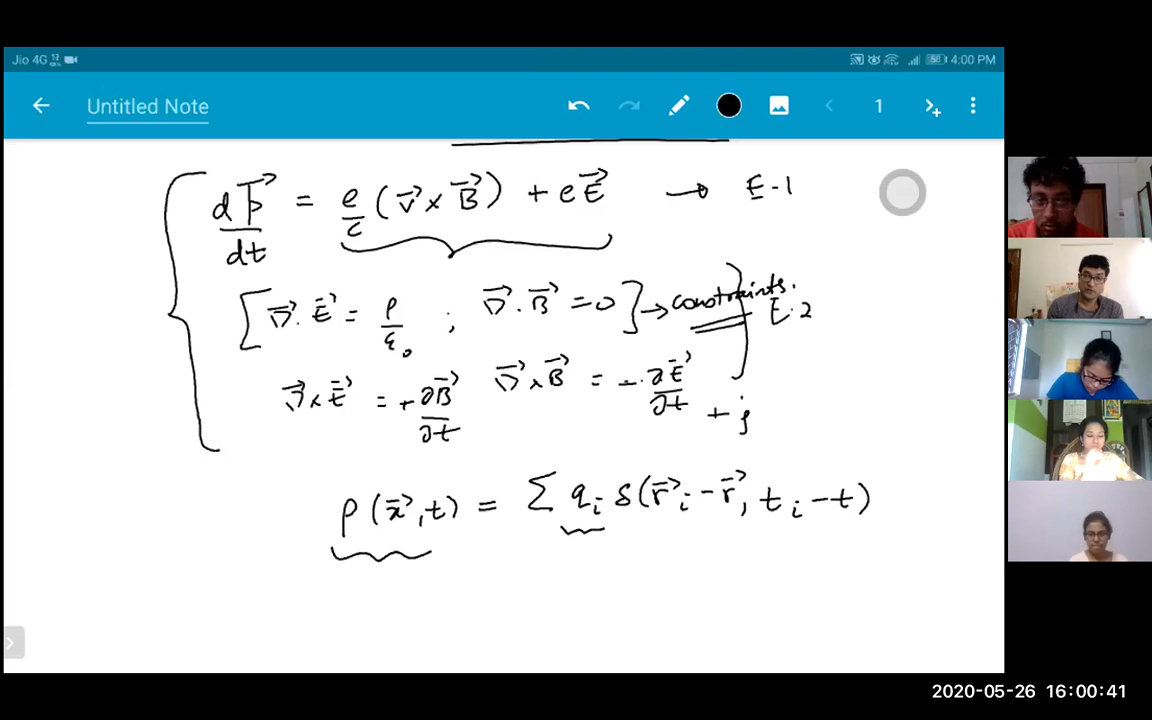 Jio 4G 4:00 PM
Untitled Note 1
dp⃗/dt = e/c (v⃗ × B⃗) + eE⃗ → E-1
[∇⃗·E⃗ = ρ/ε₀ ; ∇⃗·B⃗ = 0] → constraints. E·2
∇⃗×E⃗ = + ∂B⃗/∂t ∇⃗×B⃗ = - ∂E⃗/∂t + j
ρ(x⃗,t) = Σ qᵢ δ(r⃗ᵢ - r⃗, tᵢ - t)
2020-05-26 16:00:41